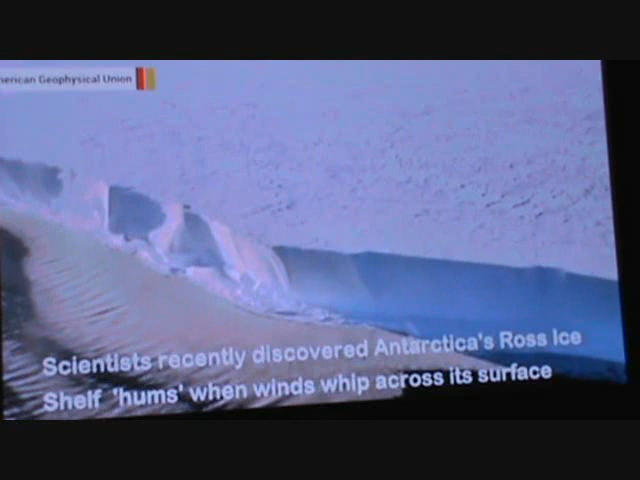 merican Geophysical Union
Scientists recently discovered Antarctica's Ross Ice
Shelf 'hums' when winds whip across its surface